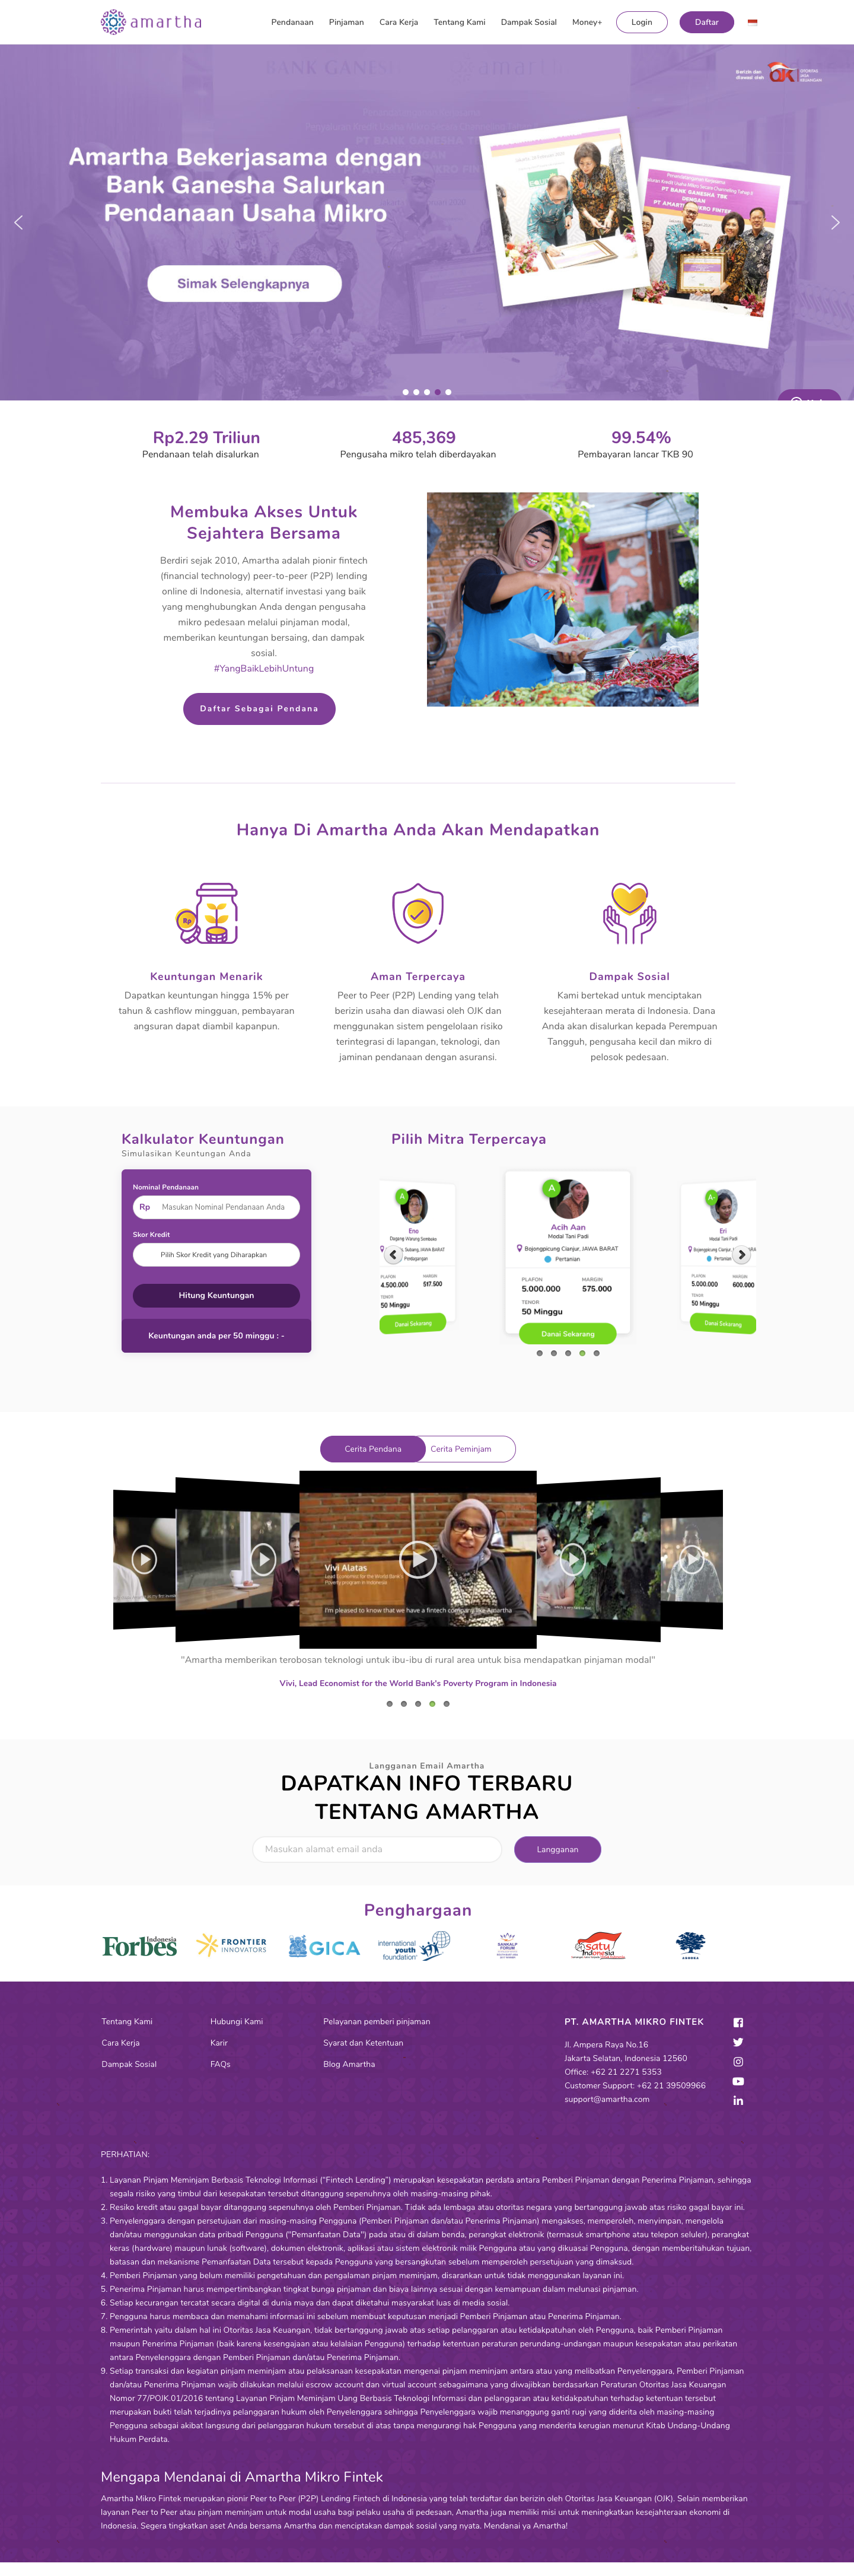 amartha
Pendanaan Pinjaman Cara Kerja Tentang Kami Dampak Sosial Money+ Login Daftar
Berizin dan
diawasi oleh
OJK OTORITAS
JASA
KEUANGAN
Amartha Bekerjasama dengan
Bank Ganesha Salurkan
Pendanaan Usaha Mikro
Simak Selengkapnya
Rp2.29 Triliun
Pendanaan telah disalurkan
485,369
Pengusaha mikro telah diberdayakan
99.54%
Pembayaran lancar TKB 90
Membuka Akses Untuk
Sejahtera Bersama
Berdiri sejak 2010, Amartha adalah pionir fintech
(financial technology) peer-to-peer (P2P) lending
online di Indonesia, alternatif investasi yang baik
yang menghubungkan Anda dengan pengusaha
mikro pedesaan melalui pinjaman modal,
memberikan keuntungan bersaing, dan dampak
sosial.
#YangBaikLebihUntung
Daftar Sebagai Pendana
Hanya Di Amartha Anda Akan Mendapatkan
Rp
Keuntungan Menarik
Dapatkan keuntungan hingga 15% per
tahun & cashflow mingguan, pembayaran
angsuran dapat diambil kapanpun.
Aman Terpercaya
Peer to Peer (P2P) Lending yang telah
berizin usaha dan diawasi oleh OJK dan
menggunakan sistem pengelolaan risiko
terintegrasi di lapangan, teknologi, dan
jaminan pendanaan dengan asuransi.
Dampak Sosial
Kami bertekad untuk menciptakan
kesejahteraan merata di Indonesia. Dana
Anda akan disalurkan kepada Perempuan
Tangguh, pengusaha kecil dan mikro di
pelosok pedesaan.
Kalkulator Keuntungan
Simulasikan Keuntungan Anda
Nominal Pendanaan
Rp Masukan Nominal Pendanaan Anda
Skor Kredit
Pilih Skor Kredit yang Diharapkan
Hitung Keuntungan
Keuntungan anda per 50 minggu : -
Pilih Mitra Terpercaya
A
Ene
Dagang Warung Sembako
Subang, JAWA BARAT
Perdagangan
PLAFON MARGIN
4.500.000 517.500
TENOR
50 Minggu
Danai Sekarang
A
Acih Aan
Modal Tani Padi
Bojongpicung Cianjur, JAWA BARAT
Pertanian
PLAFON MARGIN
5.000.000 575.000
TENOR
50 Minggu
Danai Sekarang
A-
Eri
Modal Tani Padi
Bojongpicung Cianjur, JAWA BARA
Pertanian
PLAFON MARGIN
5.000.000 600.000
TENOR
50 Minggu
Danai Sekarang
Cerita Pendana Cerita Peminjam
Vivi Alatas
Lead Economist for the World Bank's
Poverty program in Indonesia
I'm pleased to know that we have a fintech company like Amartha
"Amartha memberikan terobosan teknologi untuk ibu-ibu di rural area untuk bisa mendapatkan pinjaman modal"
Vivi, Lead Economist for the World Bank's Poverty Program in Indonesia
Langganan Email Amartha
DAPATKAN INFO TERBARU
TENTANG AMARTHA
Masukan alamat email anda
Langganan
Penghargaan
Forbes Indonesia
FRONTIER
INNOVATORS
GICA
international
youth
foundation
SANKALP
FORUM
satu
Indonesia
ASHOKA
Tentang Kami
Cara Kerja
Dampak Sosial
Hubungi Kami
Karir
FAQs
Pelayanan pemberi pinjaman
Syarat dan Ketentuan
Blog Amartha
PT. AMARTHA MIKRO FINTEK
Jl. Ampera Raya No.16
Jakarta Selatan, Indonesia 12560
Office: +62 21 2271 5353
Customer Support: +62 21 39509966
support@amartha.com
PERHATIAN:
1. Layanan Pinjam Meminjam Berbasis Teknologi Informasi ("Fintech Lending") merupakan kesepakatan perdata antara Pemberi Pinjaman dengan Penerima Pinjaman, sehingga
segala risiko yang timbul dari kesepakatan tersebut ditanggung sepenuhnya oleh masing-masing pihak.
2. Resiko kredit atau gagal bayar ditanggung sepenuhnya oleh Pemberi Pinjaman. Tidak ada lembaga atau otoritas negara yang bertanggung jawab atas risiko gagal bayar ini.
3. Penyelenggara dengan persetujuan dari masing-masing Pengguna (Pemberi Pinjaman dan/atau Penerima Pinjaman) mengakses, memperoleh, menyimpan, mengelola
dan/atau menggunakan data pribadi Pengguna ("Pemanfaatan Data") pada atau di dalam benda, perangkat elektronik (termasuk smartphone atau telepon seluler), perangkat
keras (hardware) maupun lunak (software), dokumen elektronik, aplikasi atau sistem elektronik milik Pengguna atau yang dikuasai Pengguna, dengan memberitahukan tujuan,
batasan dan mekanisme Pemanfaatan Data tersebut kepada Pengguna yang bersangkutan sebelum memperoleh persetujuan yang dimaksud.
4. Pemberi Pinjaman yang belum memiliki pengetahuan dan pengalaman pinjam meminjam, disarankan untuk tidak menggunakan layanan ini.
5. Penerima Pinjaman harus mempertimbangkan tingkat bunga pinjaman dan biaya lainnya sesuai dengan kemampuan dalam melunasi pinjaman.
6. Setiap kecurangan tercatat secara digital di dunia maya dan dapat diketahui masyarakat luas di media sosial.
7. Pengguna harus membaca dan memahami informasi ini sebelum membuat keputusan menjadi Pemberi Pinjaman atau Penerima Pinjaman.
8. Pemerintah yaitu dalam hal ini Otoritas Jasa Keuangan, tidak bertanggung jawab atas setiap pelanggaran atau ketidakpatuhan oleh Pengguna, baik Pemberi Pinjaman
maupun Penerima Pinjaman (baik karena kesengajaan atau kelalaian Pengguna) terhadap ketentuan peraturan perundang-undangan maupun kesepakatan atau perikatan
antara Penyelenggara dengan Pemberi Pinjaman dan/atau Penerima Pinjaman.
9. Setiap transaksi dan kegiatan pinjam meminjam atau pelaksanaan kesepakatan mengenai pinjam meminjam antara atau yang melibatkan Penyelenggara, Pemberi Pinjaman
dan/atau Penerima Pinjaman wajib dilakukan melalui escrow account dan virtual account sebagaimana yang diwajibkan berdasarkan Peraturan Otoritas Jasa Keuangan
Nomor 77/POJK.01/2016 tentang Layanan Pinjam Meminjam Uang Berbasis Teknologi Informasi dan pelanggaran atau ketidakpatuhan terhadap ketentuan tersebut
merupakan bukti telah terjadinya pelanggaran hukum oleh Penyelenggara sehingga Penyelenggara wajib menanggung ganti rugi yang diderita oleh masing-masing
Pengguna sebagai akibat langsung dari pelanggaran hukum tersebut di atas tanpa mengurangi hak Pengguna yang menderita kerugian menurut Kitab Undang-Undang
Hukum Perdata.
Mengapa Mendanai di Amartha Mikro Fintek
Amartha Mikro Fintek merupakan pionir Peer to Peer (P2P) Lending Fintech di Indonesia yang telah terdaftar dan berizin oleh Otoritas Jasa Keuangan (OJK). Selain memberikan
layanan Peer to Peer atau pinjam meminjam untuk modal usaha bagi pelaku usaha di pedesaan, Amartha juga memiliki misi untuk meningkatkan kesejahteraan ekonomi di
Indonesia. Segera tingkatkan aset Anda bersama Amartha dan menciptakan dampak sosial yang nyata. Mendanai ya Amartha!